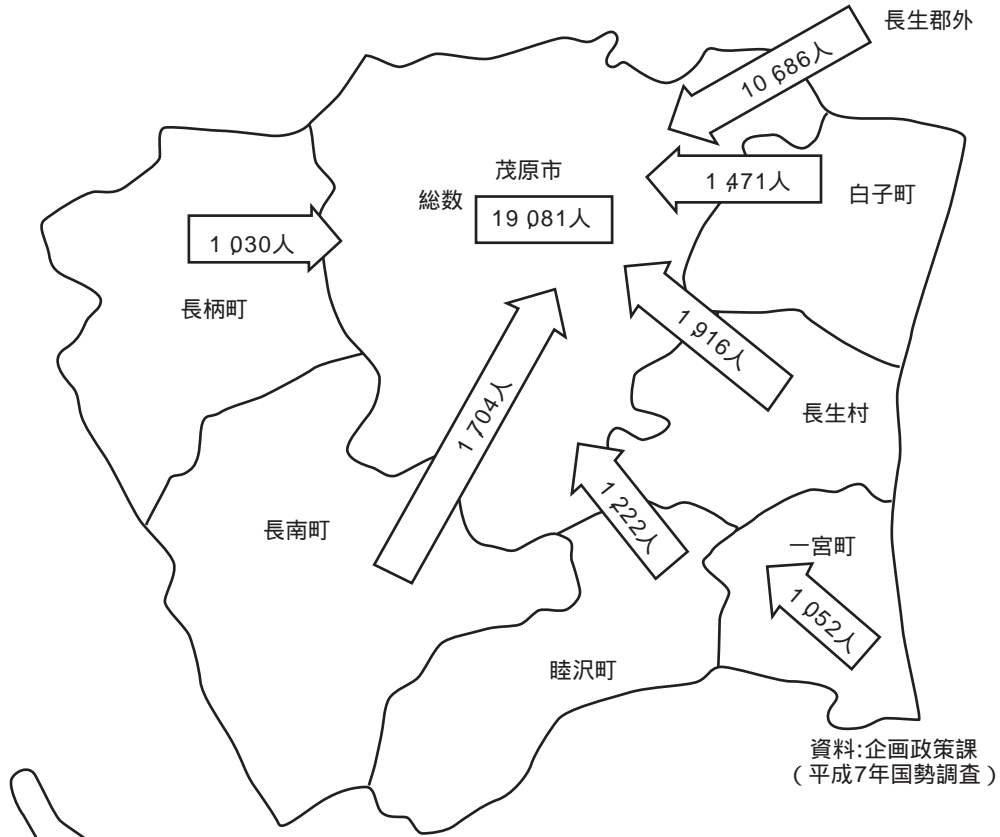 長生郡外
10,686人
茂原市
1,471人
白子町
総数
19,081人
1,030人
長柄町
1,916人
1,704人
長生村
1,222人
長南町
一宮町
1,052人
睦沢町
資料:企画政策課
(平成7年国勢調査)